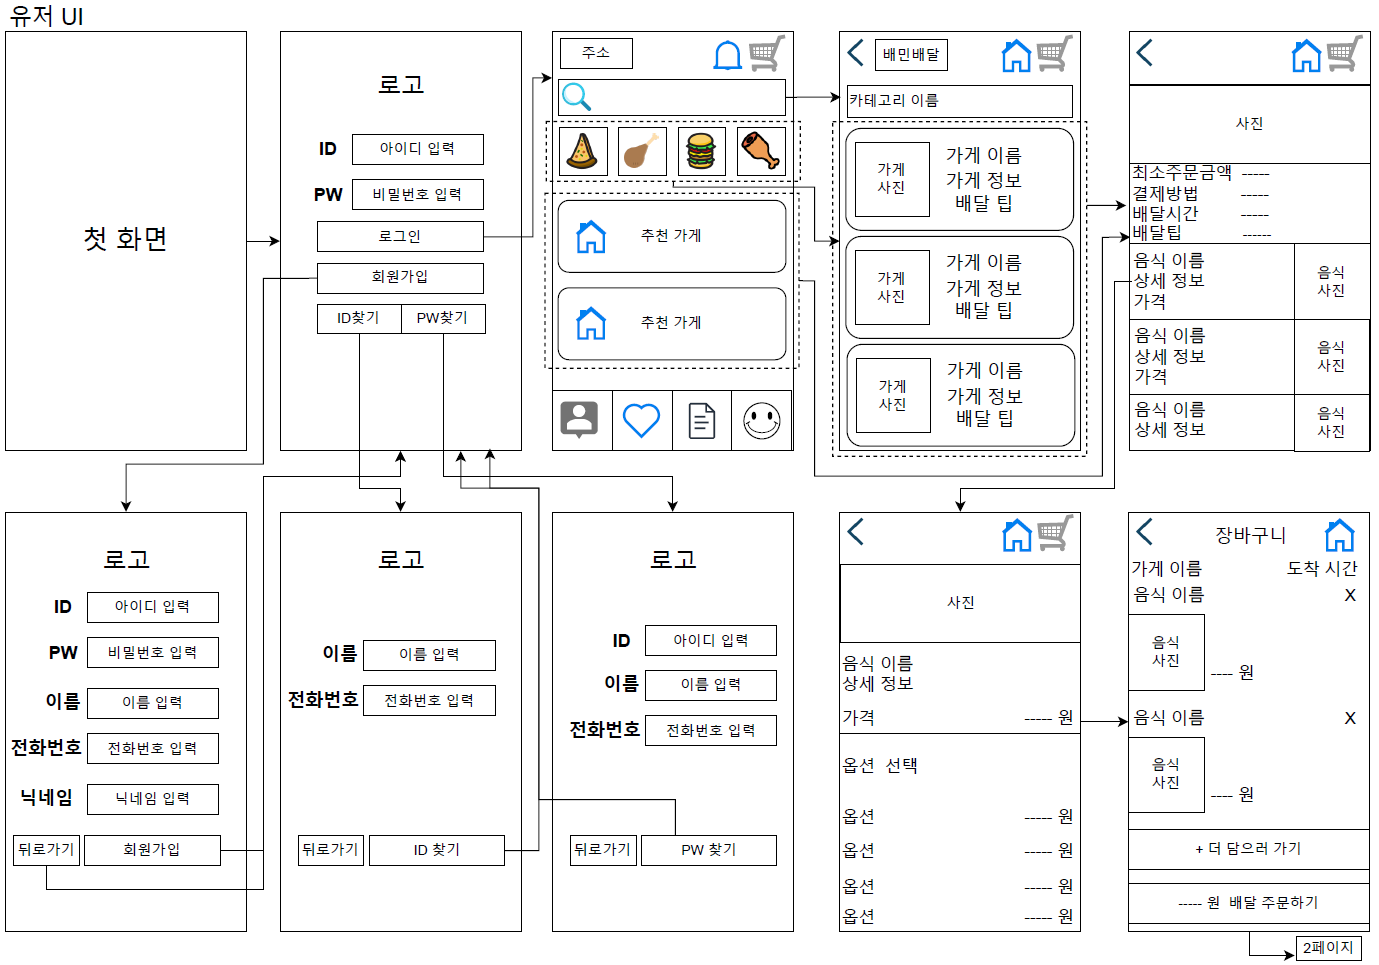 유저 UI
첫 화면
로고
ID
아이디 입력
PW
비밀번호 입력
로그인
회원가입
ID찾기
PW찾기
주소
추천 가게
추천 가게
배민배달
카테고리 이름
가게
사진
가게 이름
가게 정보
배달 팁
가게
사진
가게 이름
가게 정보
배달 팁
가게
사진
가게 이름
가게 정보
배달 팁
사진
최소주문금액 -----
결제방법 -----
배달시간 -----
배달팁 -----
음식 이름
상세 정보
가격
음식
사진
음식 이름
상세 정보
가격
음식
사진
음식 이름
상세 정보
음식
사진
로고
ID
아이디 입력
PW
비밀번호 입력
이름
이름 입력
전화번호
전화번호 입력
닉네임
닉네임 입력
뒤로가기
회원가입
로고
이름
이름 입력
전화번호
전화번호 입력
뒤로가기
ID 찾기
로고
ID
아이디 입력
이름
이름 입력
전화번호
전화번호 입력
뒤로가기
PW 찾기
사진
음식 이름
상세 정보
가격 ----- 원
옵션 선택
옵션 ----- 원
옵션 ----- 원
옵션 ----- 원
옵션 ----- 원
장바구니
가게 이름 도착 시간
음식 이름 X
음식
사진
---- 원
음식 이름 X
음식
사진
---- 원
+ 더 담으러 가기
----- 원 배달 주문하기
2페이지